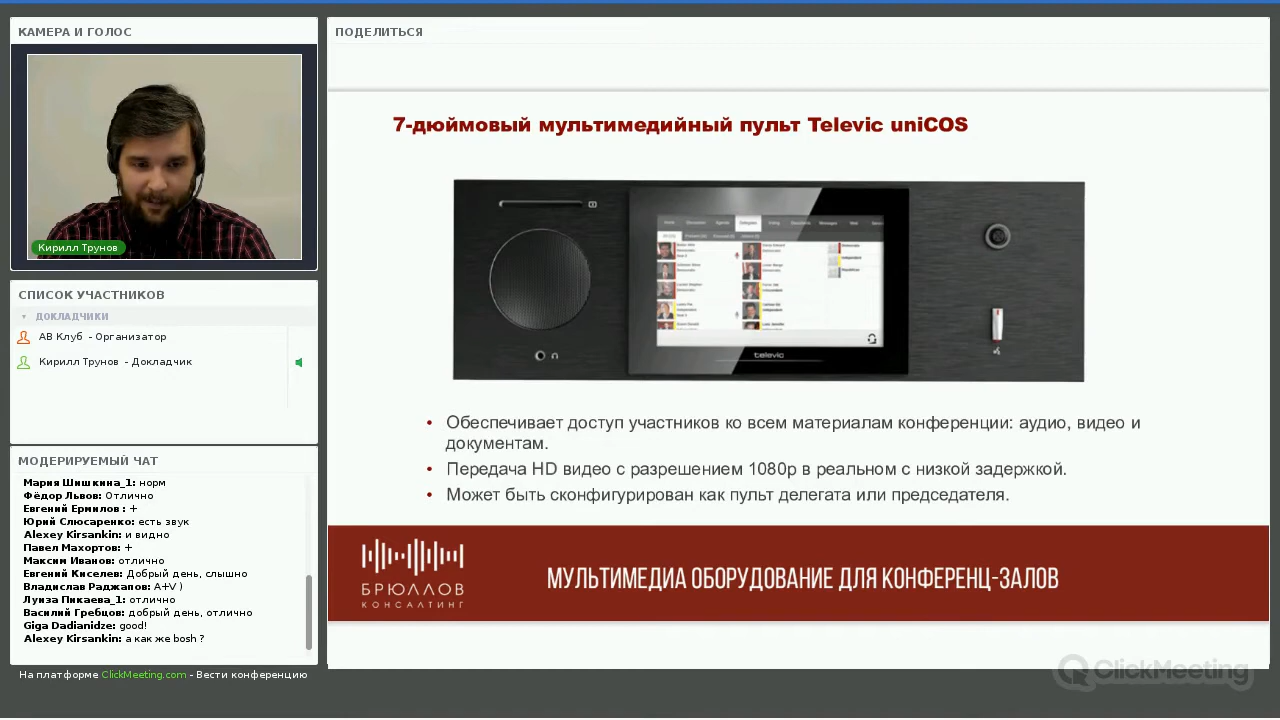 КАМЕРА И ГОЛОС
Кирилл Трунов
СПИСОК УЧАСТНИКОВ
ДОКЛАДЧИКИ
АВ Клуб - Организатор
Кирилл Трунов - Докладчик
МОДЕРИРУЕМЫЙ ЧАТ
Мария Шишкина_1: норм
Фёдор Львов: Отлично
Евгений Ермилов : +
Юрий Слюсаренко: есть звук
Alexey Kirsankin: и видно
Павел Махортов: +
Максим Иванов: отлично
Евгений Киселев: Добрый день, слышно
Владислав Раджапов: A+V )
Луиза Пикаева_1: отлично
Василий Гребцов: добрый день, отлично
Giga Dadianidze: good!
Alexey Kirsankin: а как же bosh ?
На платформе ClickMeeting.com - Вести конференцию
ПОДЕЛИТЬСЯ
7-дюймовый мультимедийный пульт Televic uniCOS
televic
• Обеспечивает доступ участников ко всем материалам конференции: аудио, видео и
документам.
• Передача HD видео с разрешением 1080p в реальном с низкой задержкой.
• Может быть сконфигурирован как пульт делегата или председателя.
БРЮЛЛОВ
КОНСАЛТИНГ
МУЛЬТИМЕДИА ОБОРУДОВАНИЕ ДЛЯ КОНФЕРЕНЦ-ЗАЛОВ
ClickMeeting